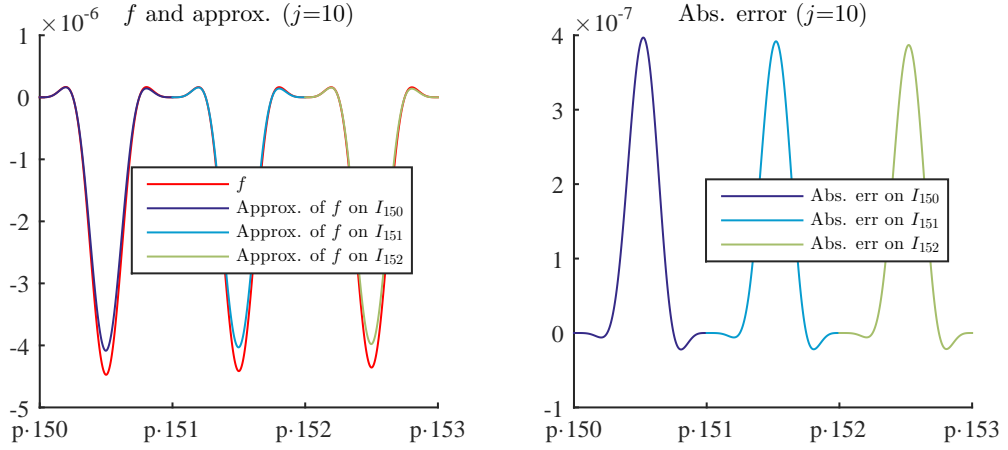 ×10⁻⁶
f and approx. (j=10)
1
0
-1
-2
-3
-4
-5
p·150
p·151
p·152
p·153
f
Approx. of f on I₁₅₀
Approx. of f on I₁₅₁
Approx. of f on I₁₅₂
×10⁻⁷
Abs. error (j=10)
4
3
2
1
0
-1
p·150
p·151
p·152
p·153
Abs. err on I₁₅₀
Abs. err on I₁₅₁
Abs. err on I₁₅₂